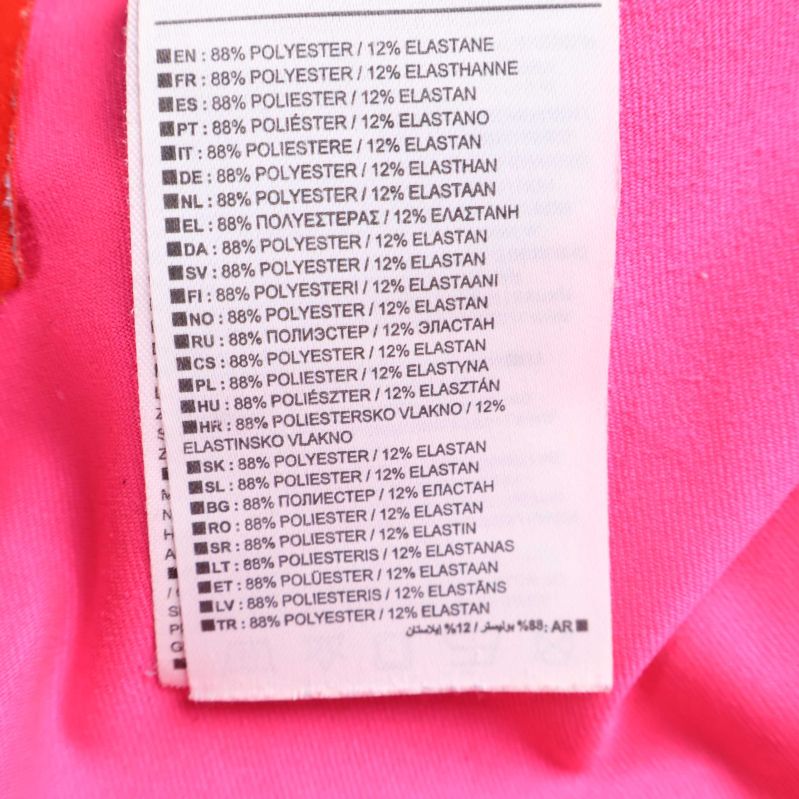 EN : 88% POLYESTER / 12% ELASTANE
FR : 88% POLYESTER / 12% ELASTHANNE
ES : 88% POLIESTER / 12% ELASTAN
PT : 88% POLIÉSTER / 12% ELASTANO
IT : 88% POLIESTERE / 12% ELASTAN
DE : 88% POLYESTER / 12% ELASTHAN
NL : 88% POLYESTER / 12% ELASTAAN
EL : 88% ΠΟΛΥΕΣΤΕΡΑΣ / 12% ΕΛΑΣΤΑΝΗ
DA : 88% POLYESTER / 12% ELASTAN
SV : 88% POLYESTER / 12% ELASTAN
FI : 88% POLYESTERI / 12% ELASTAANI
NO : 88% POLYESTER / 12% ELASTAN
RU : 88% ПОЛИЭСТЕР / 12% ЭЛАСТАН
CS : 88% POLYESTER / 12% ELASTAN
PL : 88% POLIESTER / 12% ELASTYNA
HU : 88% POLIÉSZTER / 12% ELASZTÁN
HR : 88% POLIESTERSKO VLAKNO / 12%
ELASTINSKO VLAKNO
SK : 88% POLYESTER / 12% ELASTAN
SL : 88% POLYESTER / 12% ELASTAN
BG : 88% ПОЛИЕСТЕР / 12% ЕЛАСТАН
RO : 88% POLIESTER / 12% ELASTAN
SR : 88% POLIESTER / 12% ELASTIN
LT : 88% POLIESTERIS / 12% ELASTANAS
ET : 88% POLÜESTER / 12% ELASTAAN
LV : 88% POLIESTERIS / 12% ELASTĀNS
TR : 88% POLYESTER / 12% ELASTAN
AR :88% بوليستر / 12% إيلاستان